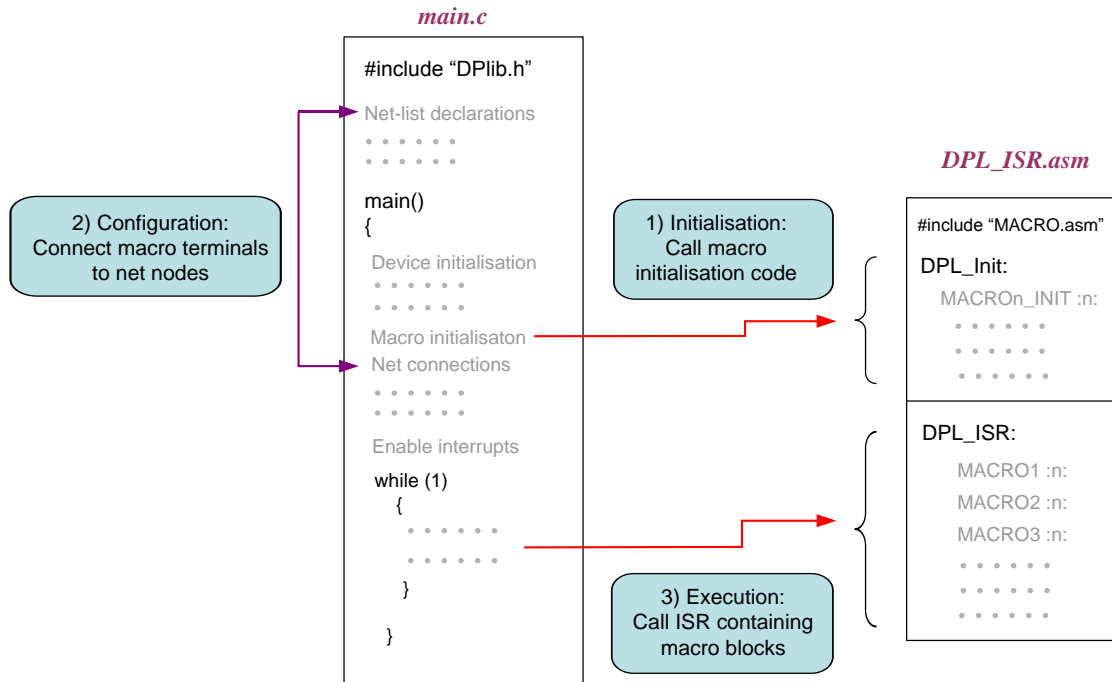 main.c
#include “DPlib.h”
Net-list declarations
main()
{
Device initialisation
Macro initialisaton
Net connections
Enable interrupts
while (1)
{
}
}
2) Configuration:
Connect macro terminals
to net nodes
1) Initialisation:
Call macro
initialisation code
3) Execution:
Call ISR containing
macro blocks
DPL_ISR.asm
#include “MACRO.asm”
DPL_Init:
MACROn_INIT :n:
DPL_ISR:
MACRO1 :n:
MACRO2 :n:
MACRO3 :n: